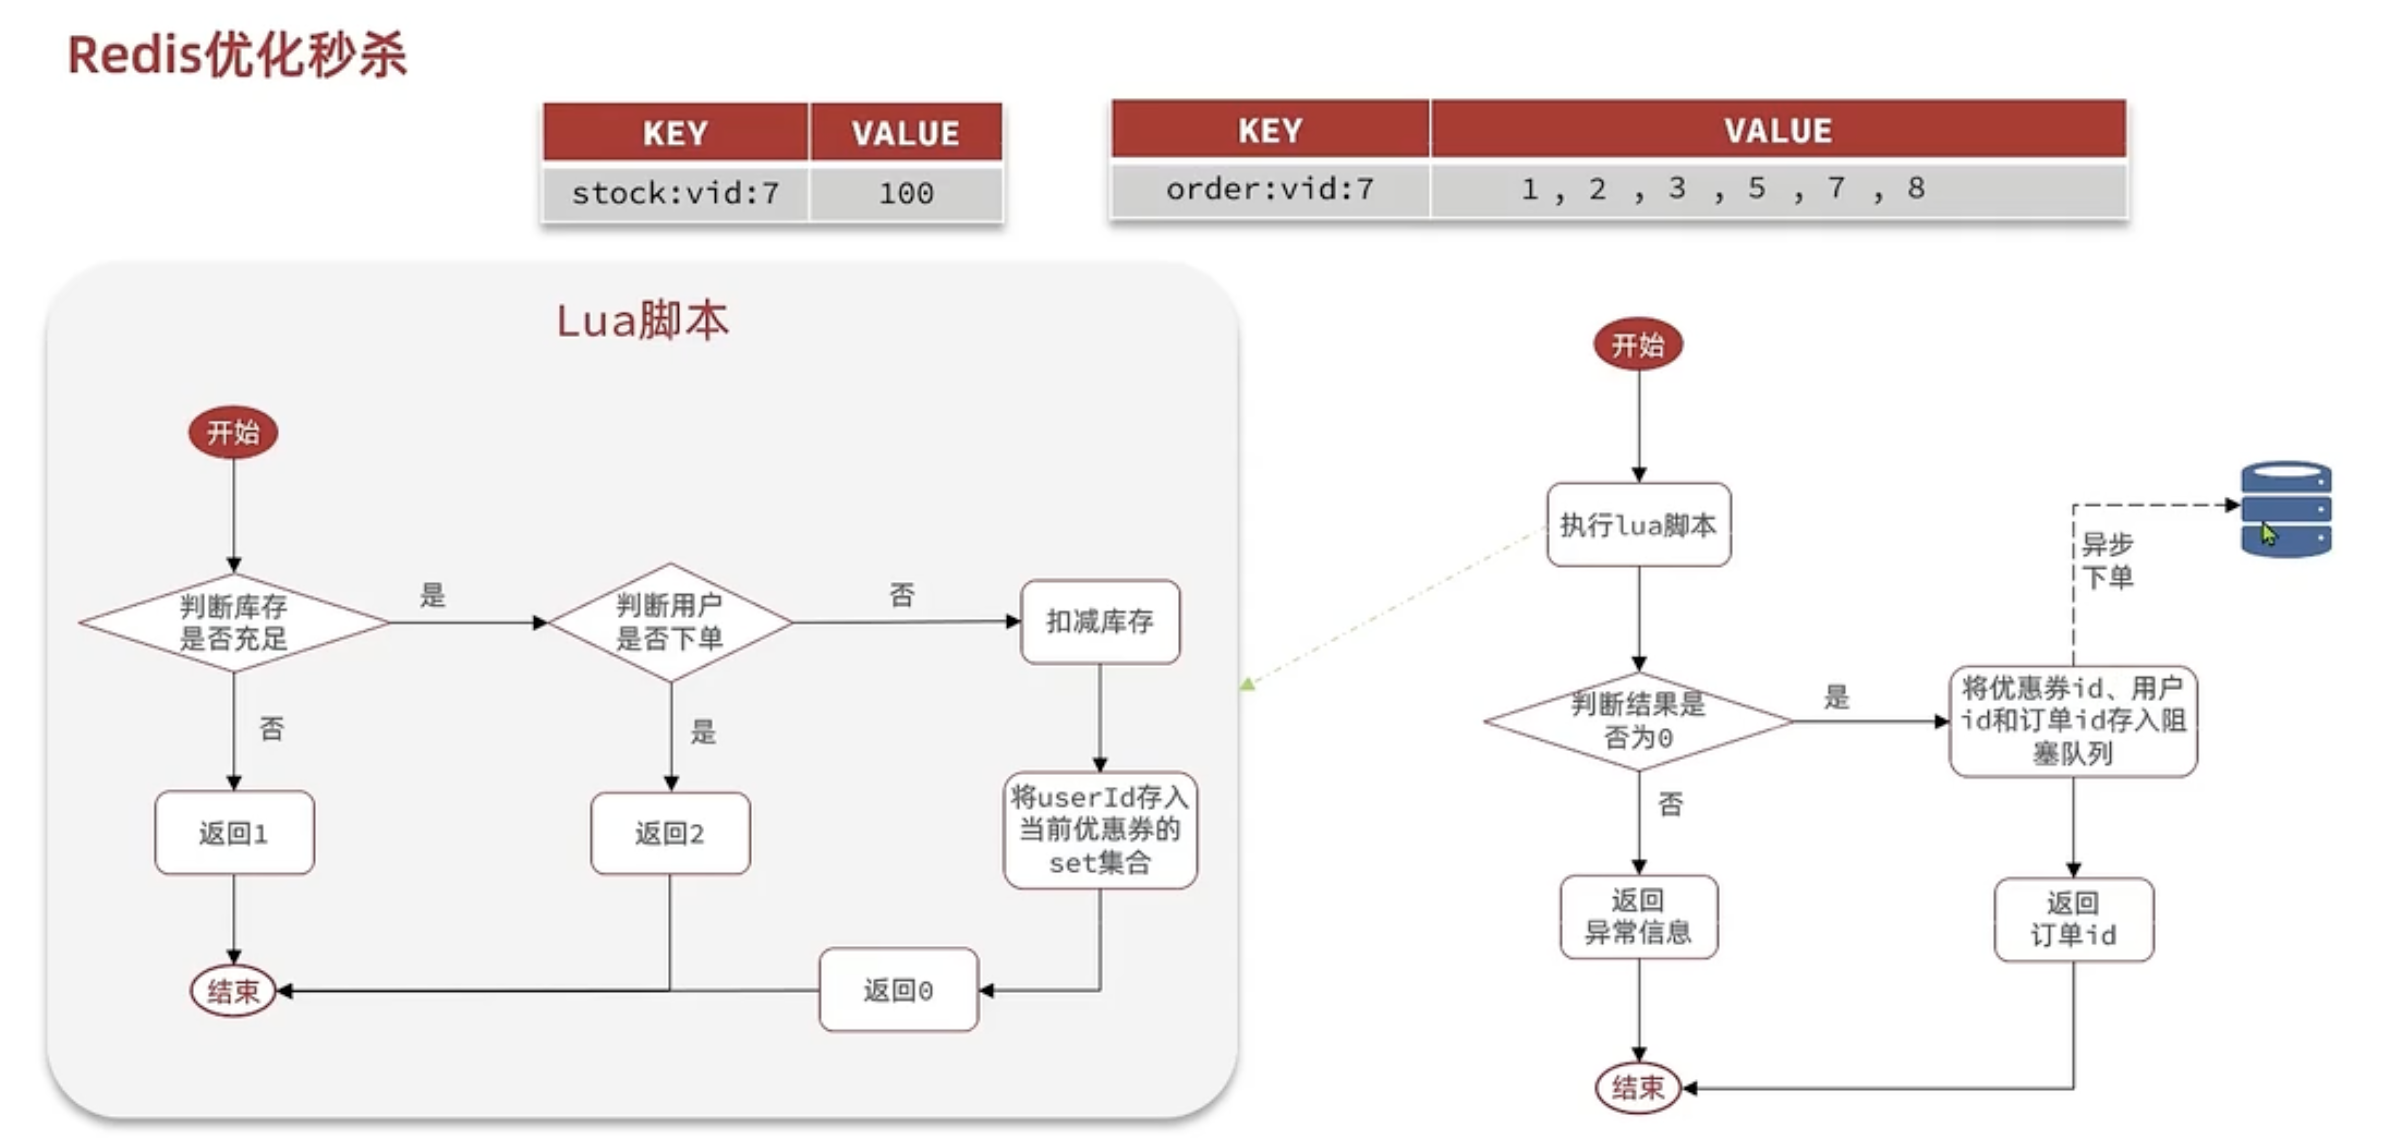 Redis优化秒杀
KEY VALUE
stock:vid:7 100
KEY VALUE
order:vid:7 1 , 2 , 3 , 5 , 7 , 8
Lua脚本
开始
判断库存
是否充足
是
否
返回1
判断用户
是否下单
否
是
返回2
扣减库存
将userId存入
当前优惠券的
set集合
返回0
结束
开始
执行lua脚本
判断结果是
否为0
是
否
返回
异常信息
将优惠券id、用户
id和订单id存入阻
塞队列
异步
下单
返回
订单id
结束